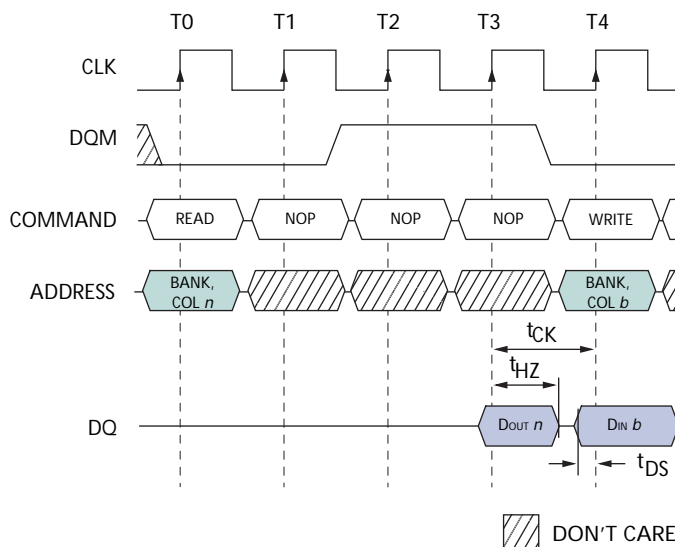 T0 T1 T2 T3 T4
CLK
DQM
COMMAND READ NOP NOP NOP WRITE
ADDRESS BANK, COL n BANK, COL b
tCK
tHZ
DQ DOUT n DIN b
tDS
DON'T CARE